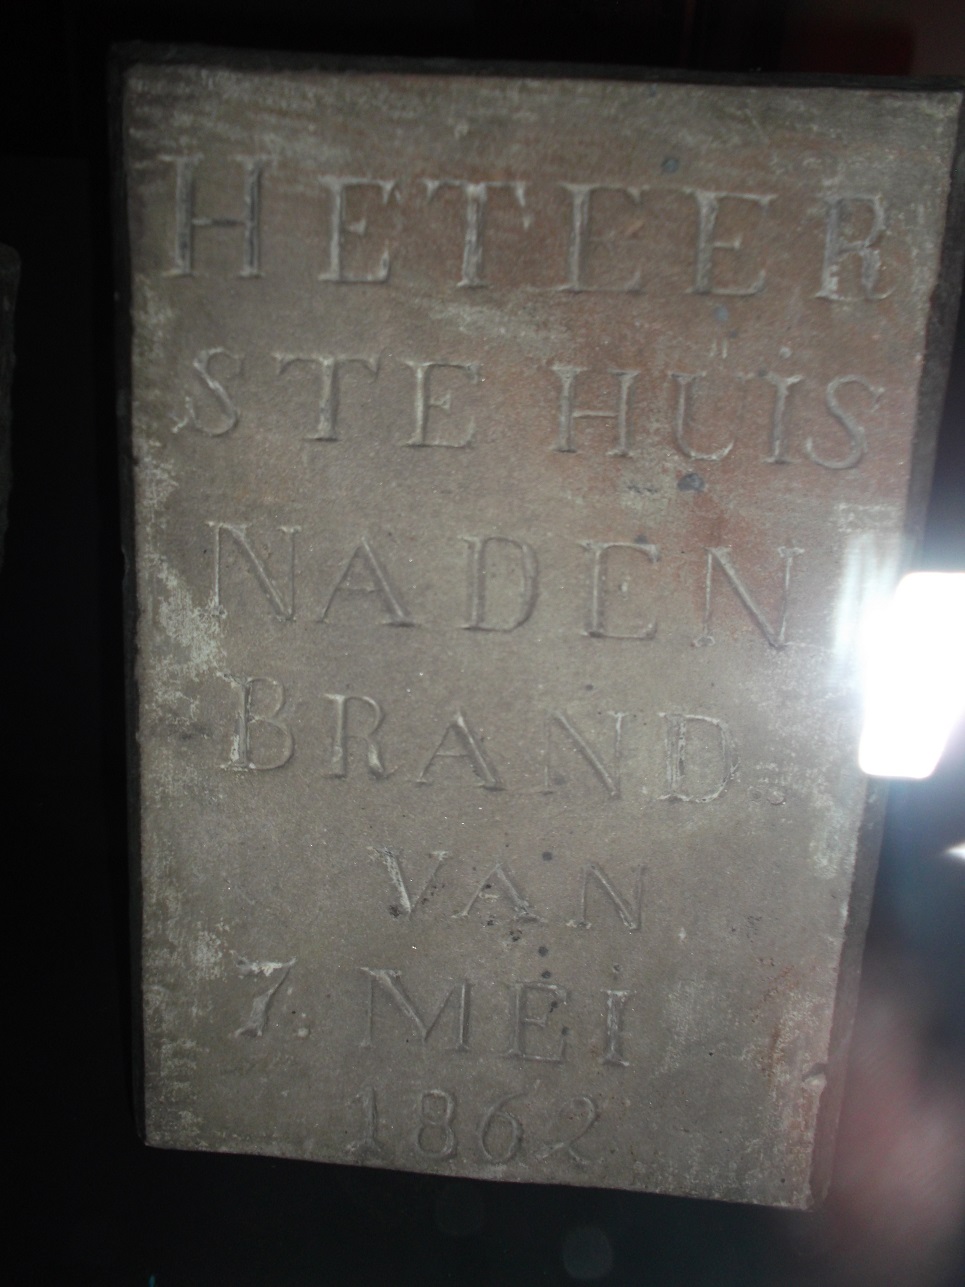 HET EER
STE HUIS
NA DEN
BRAND.
VAN
7. MEI
1862